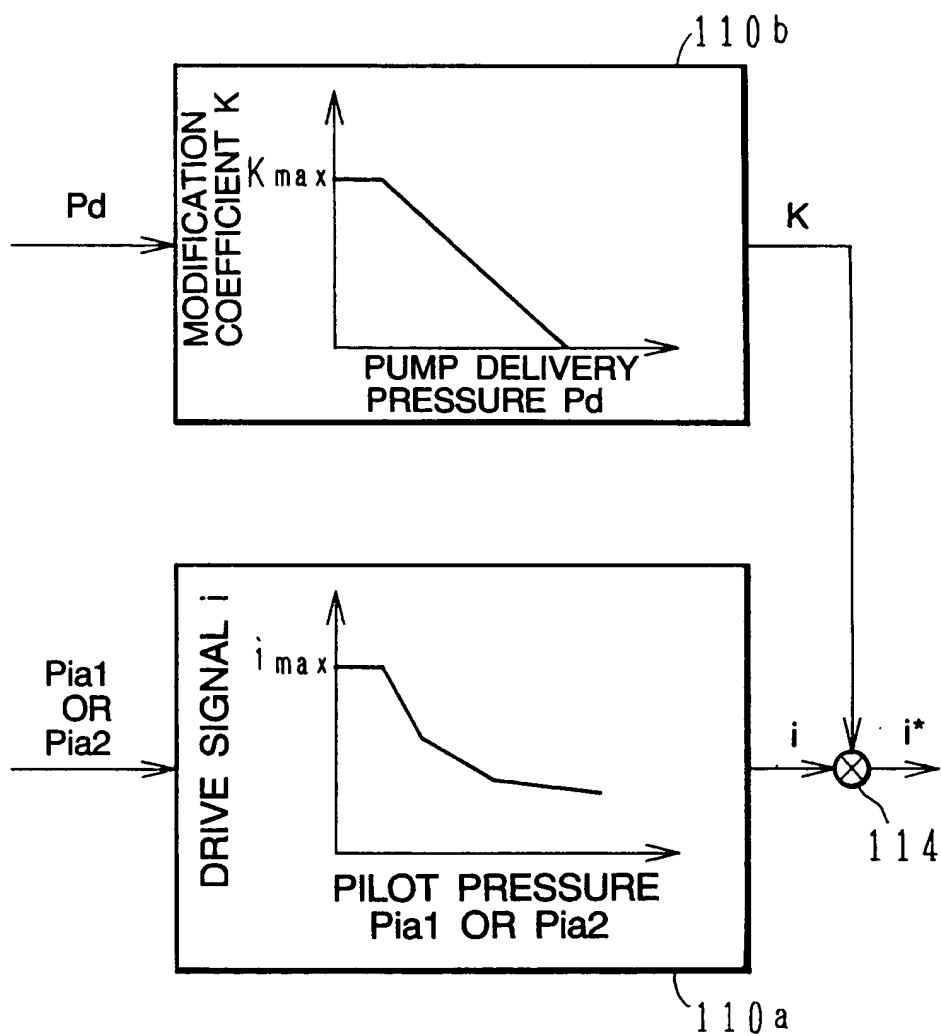 110b
MODIFICATION
COEFFICIENT K
Kmax
Pd
K
PUMP DELIVERY
PRESSURE Pd
DRIVE SIGNAL i
imax
Pia1
OR
Pia2
i
i*
114
PILOT PRESSURE
Pia1 OR Pia2
110a